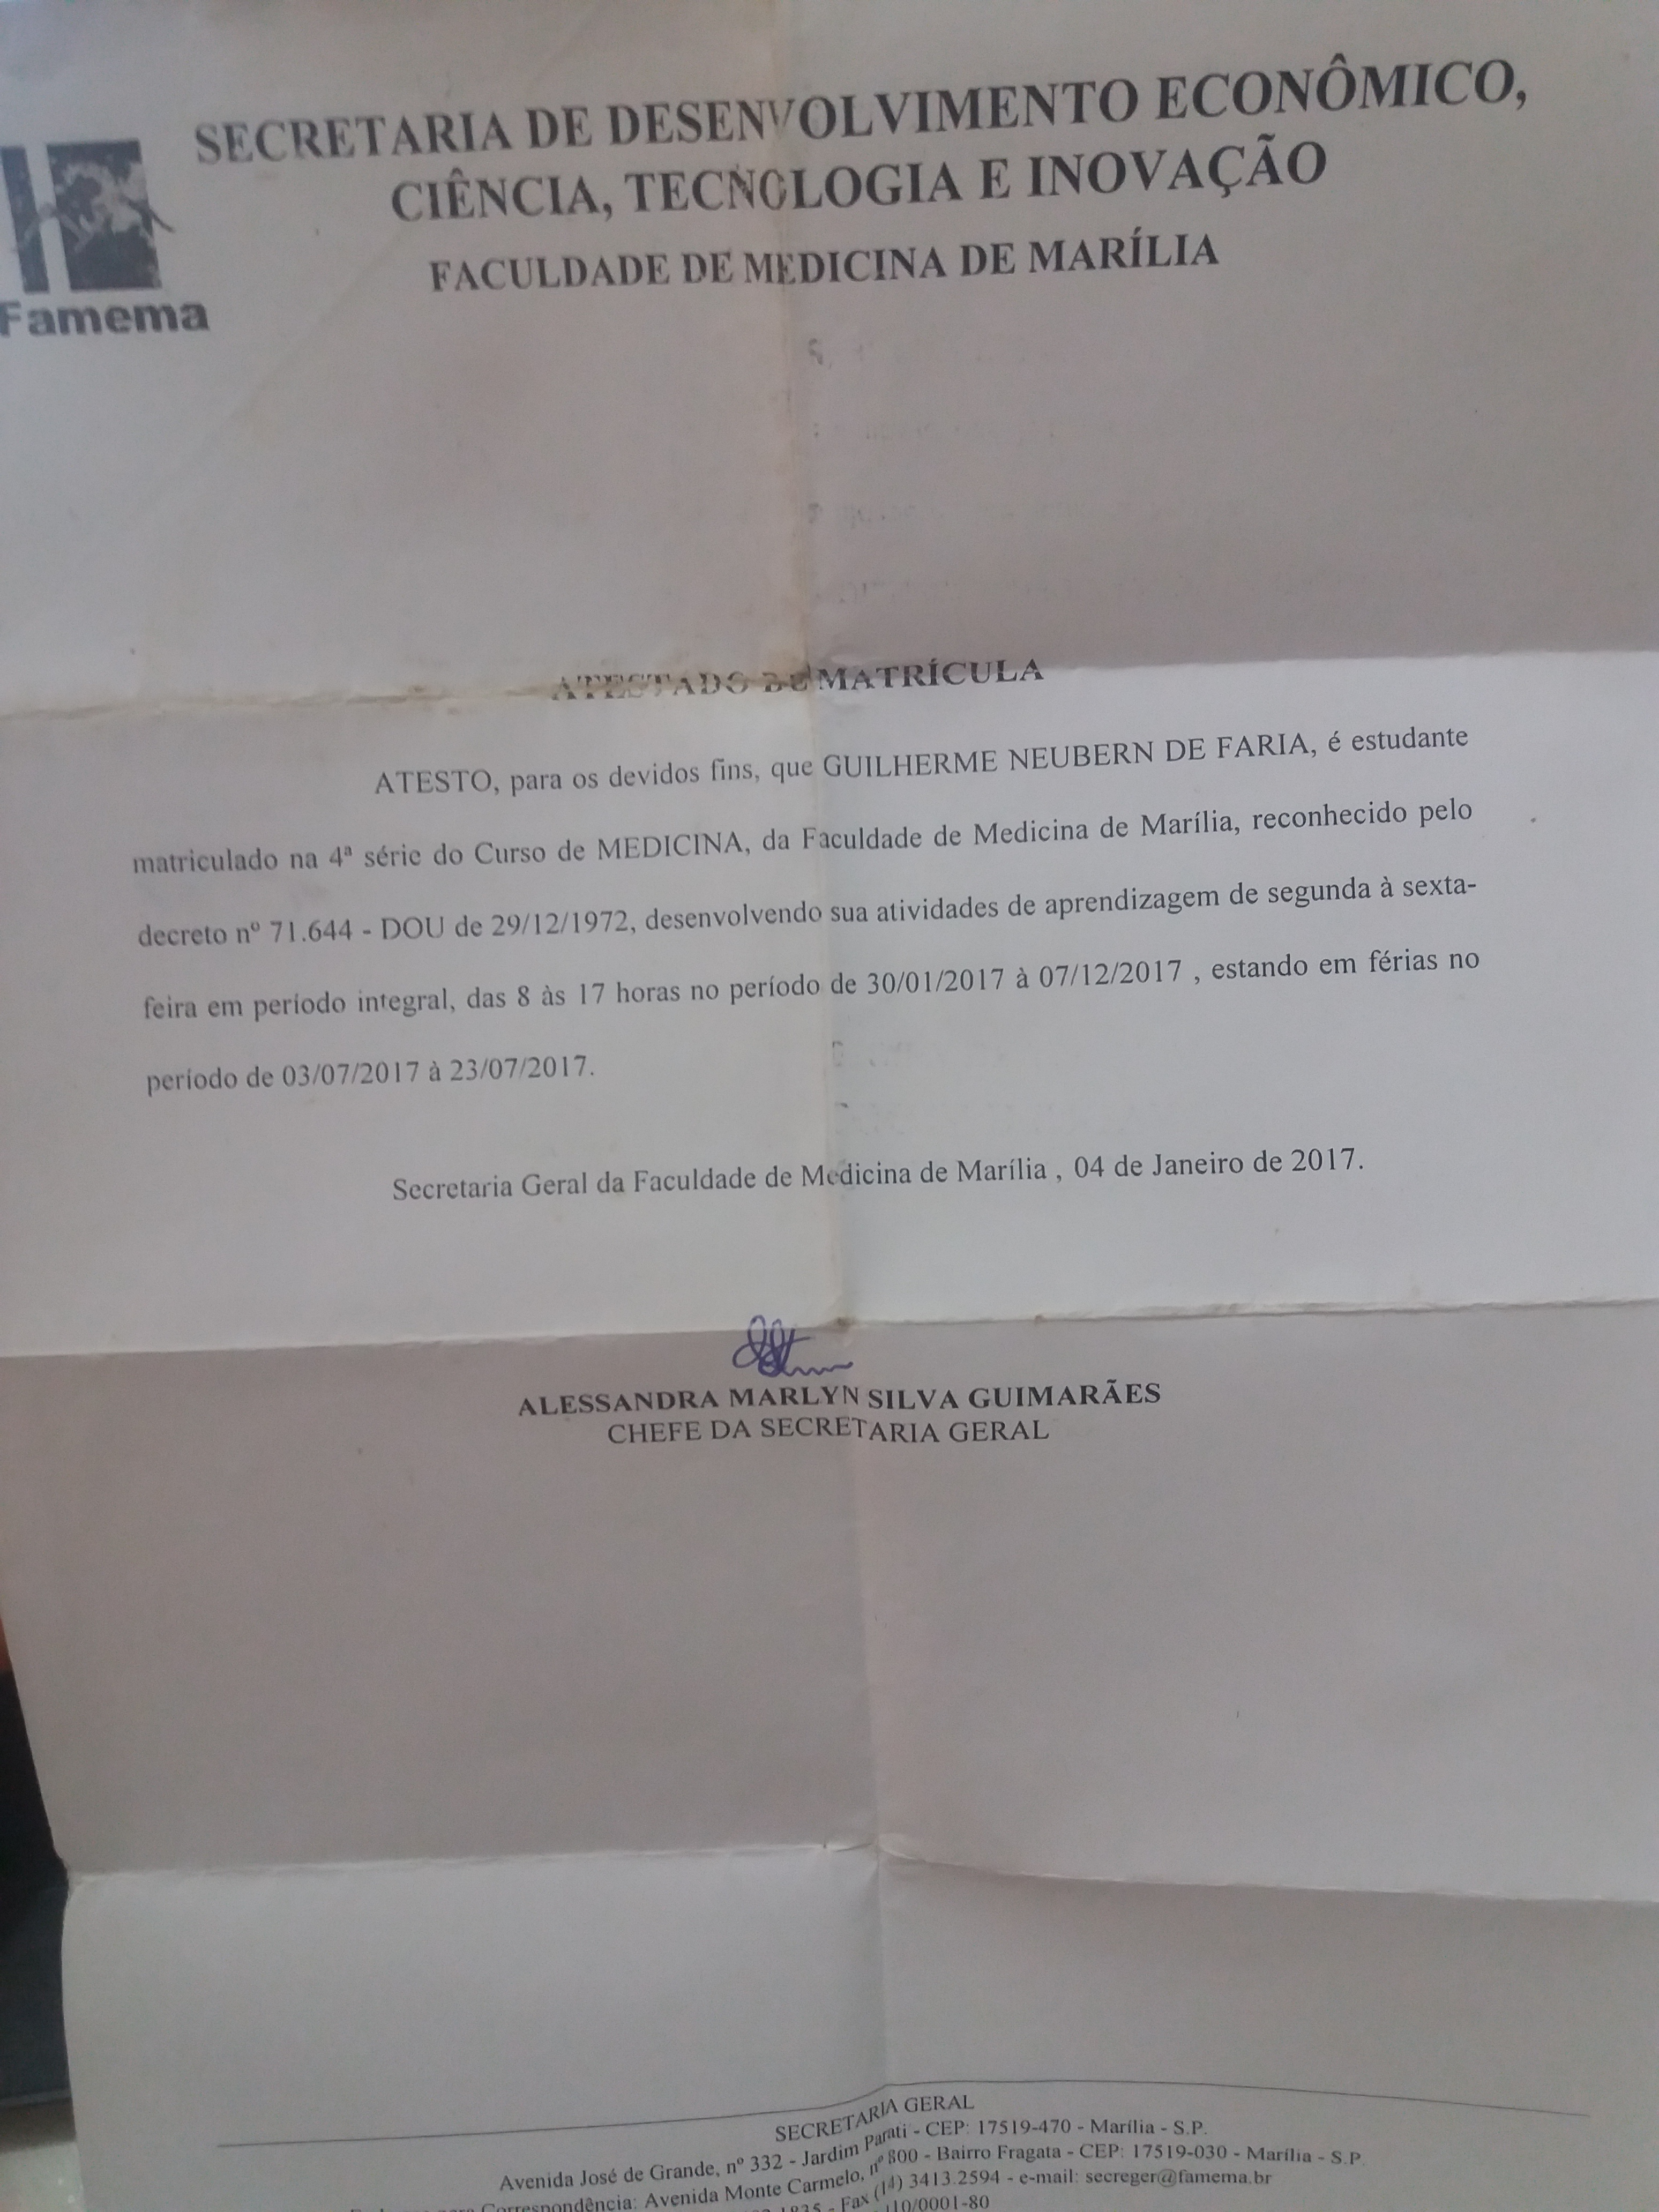 SECRETARIA DE DESENVOLVIMENTO ECONÔMICO,
CIÊNCIA, TECNOLOGIA E INOVAÇÃO
FACULDADE DE MEDICINA DE MARÍLIA
Famema
ATESTADO DE MATRÍCULA
ATESTO, para os devidos fins, que GUILHERME NEUBERN DE FARIA, é estudante
matriculado na 4ª série do Curso de MEDICINA, da Faculdade de Medicina de Marília, reconhecido pelo
decreto nº 71.644 - DOU de 29/12/1972, desenvolvendo sua atividades de aprendizagem de segunda à sexta-
feira em período integral, das 8 às 17 horas no período de 30/01/2017 à 07/12/2017 , estando em férias no
período de 03/07/2017 à 23/07/2017.
Secretaria Geral da Faculdade de Medicina de Marília , 04 de Janeiro de 2017.
ALESSANDRA MARLYN SILVA GUIMARÃES
CHEFE DA SECRETARIA GERAL
SECRETARIA GERAL
Avenida José de Grande, nº 332 - Jardim Parati - CEP: 17519-470 - Marília - S.P.
Correspondência: Avenida Monte Carmelo, nº 800 - Bairro Fragata - CEP: 17519-030 - Marília - S.P.
1835 - Fax (14) 3413.2594 - e-mail: secreger@famema.br
/0001-80